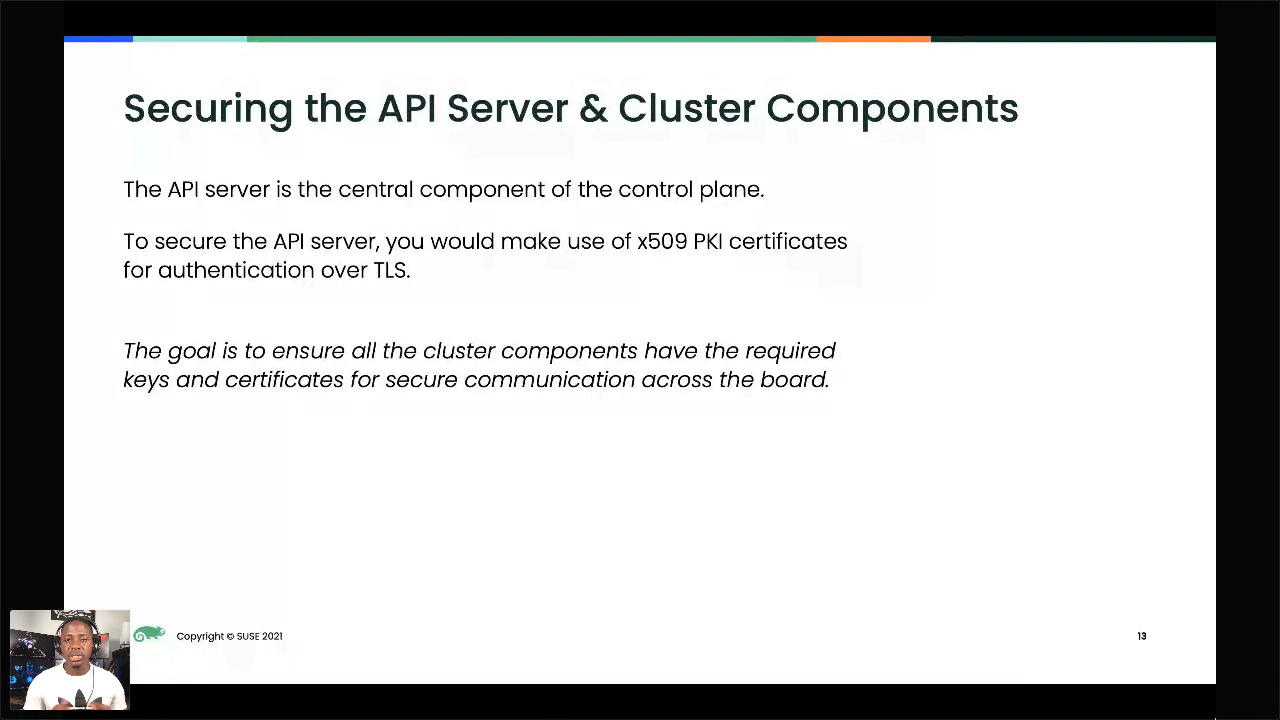 Securing the API Server & Cluster Components
The API server is the central component of the control plane.
To secure the API server, you would make use of x509 PKI certificates
for authentication over TLS.
The goal is to ensure all the cluster components have the required
keys and certificates for secure communication across the board.
Copyright © SUSE 2021
13